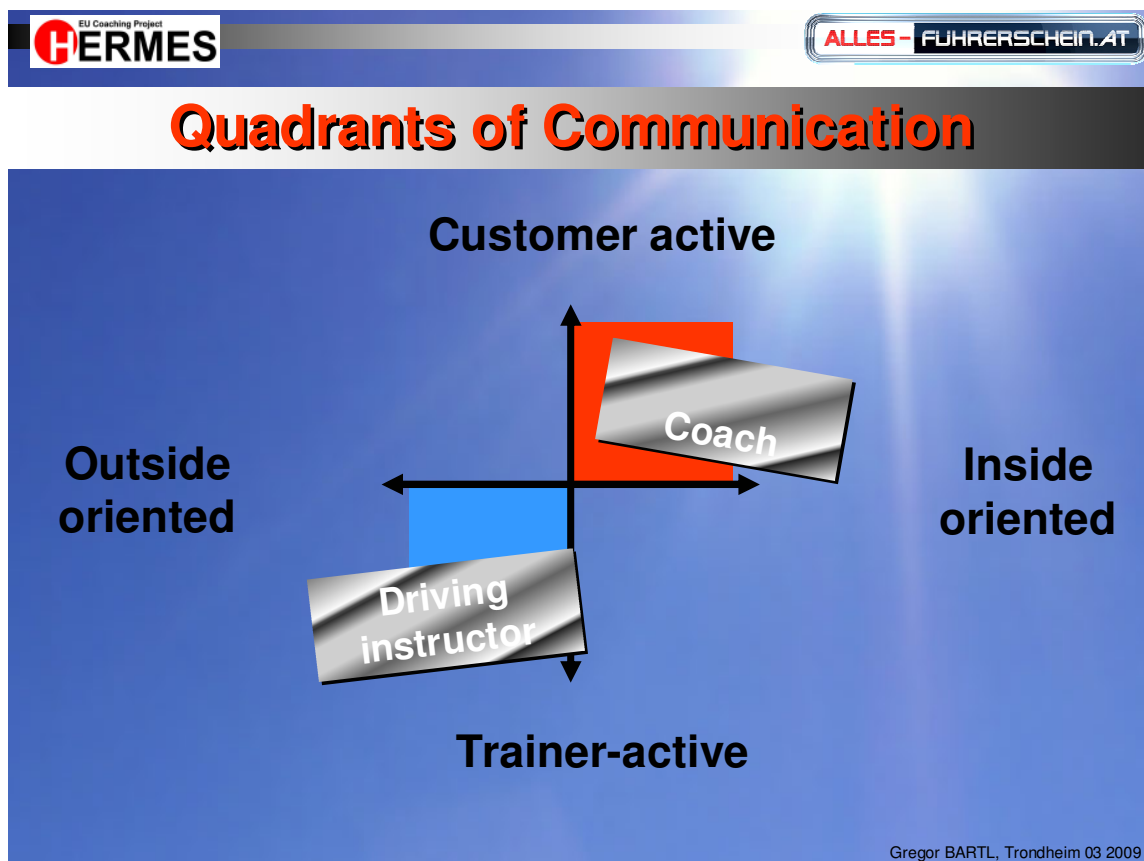 EU Coaching Project
HERMES
ALLES - FUHRERSCHEIN.AT
Quadrants of Communication
Customer active
Coach
Outside
oriented
Inside
oriented
Driving
instructor
Trainer-active
Gregor BARTL, Trondheim 03 2009